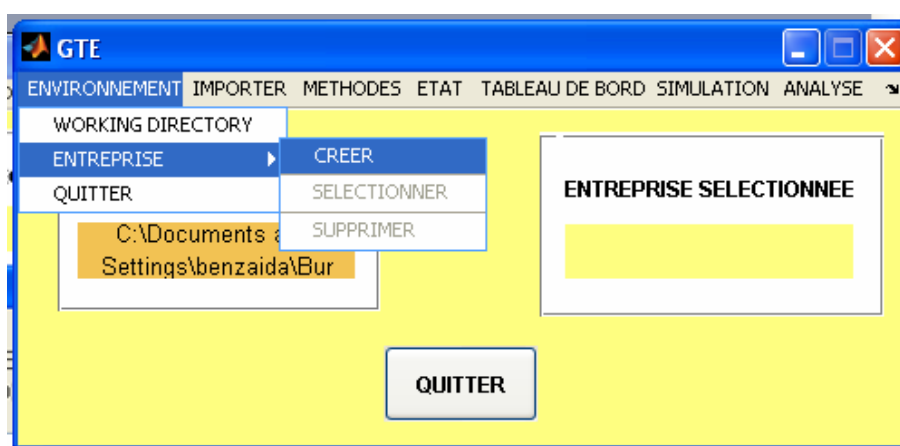 GTE
ENVIRONNEMENT IMPORTER METHODES ETAT TABLEAU DE BORD SIMULATION ANALYSE
WORKING DIRECTORY
ENTREPRISE
QUITTER
CREER
SELECTIONNER
SUPPRIMER
C:\Documents a
Settings\benzaida\Bur
ENTREPRISE SELECTIONNEE
QUITTER